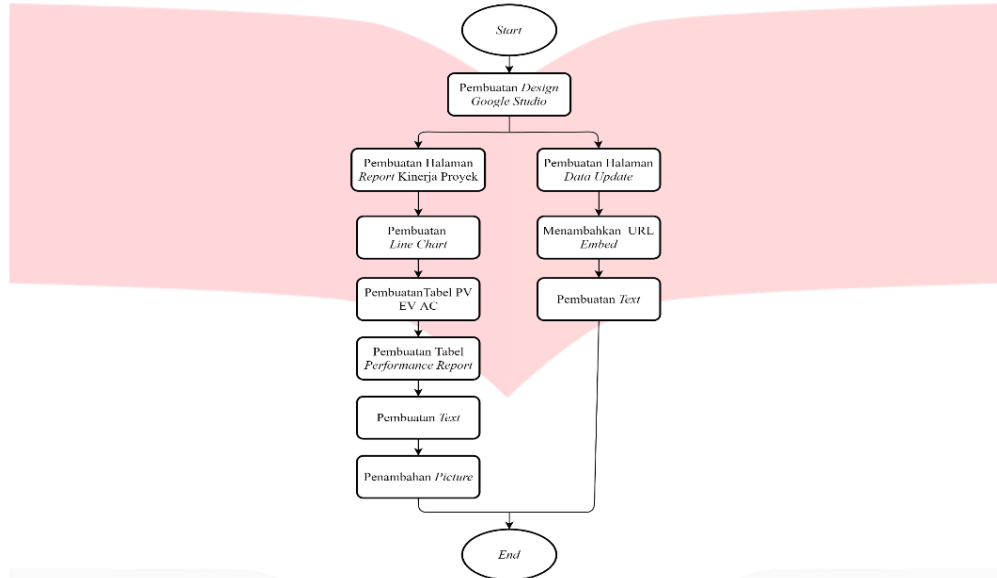 Start
Pembuatan Design
Google Studio
Pembuatan Halaman
Report Kinerja Proyek
Pembuatan
Line Chart
PembuatanTabel PV
EV AC
Pembuatan Tabel
Performance Report
Pembuatan Text
Penambahan Picture
Pembuatan Halaman
Data Update
Menambahkan URL
Embed
Pembuatan Text
End